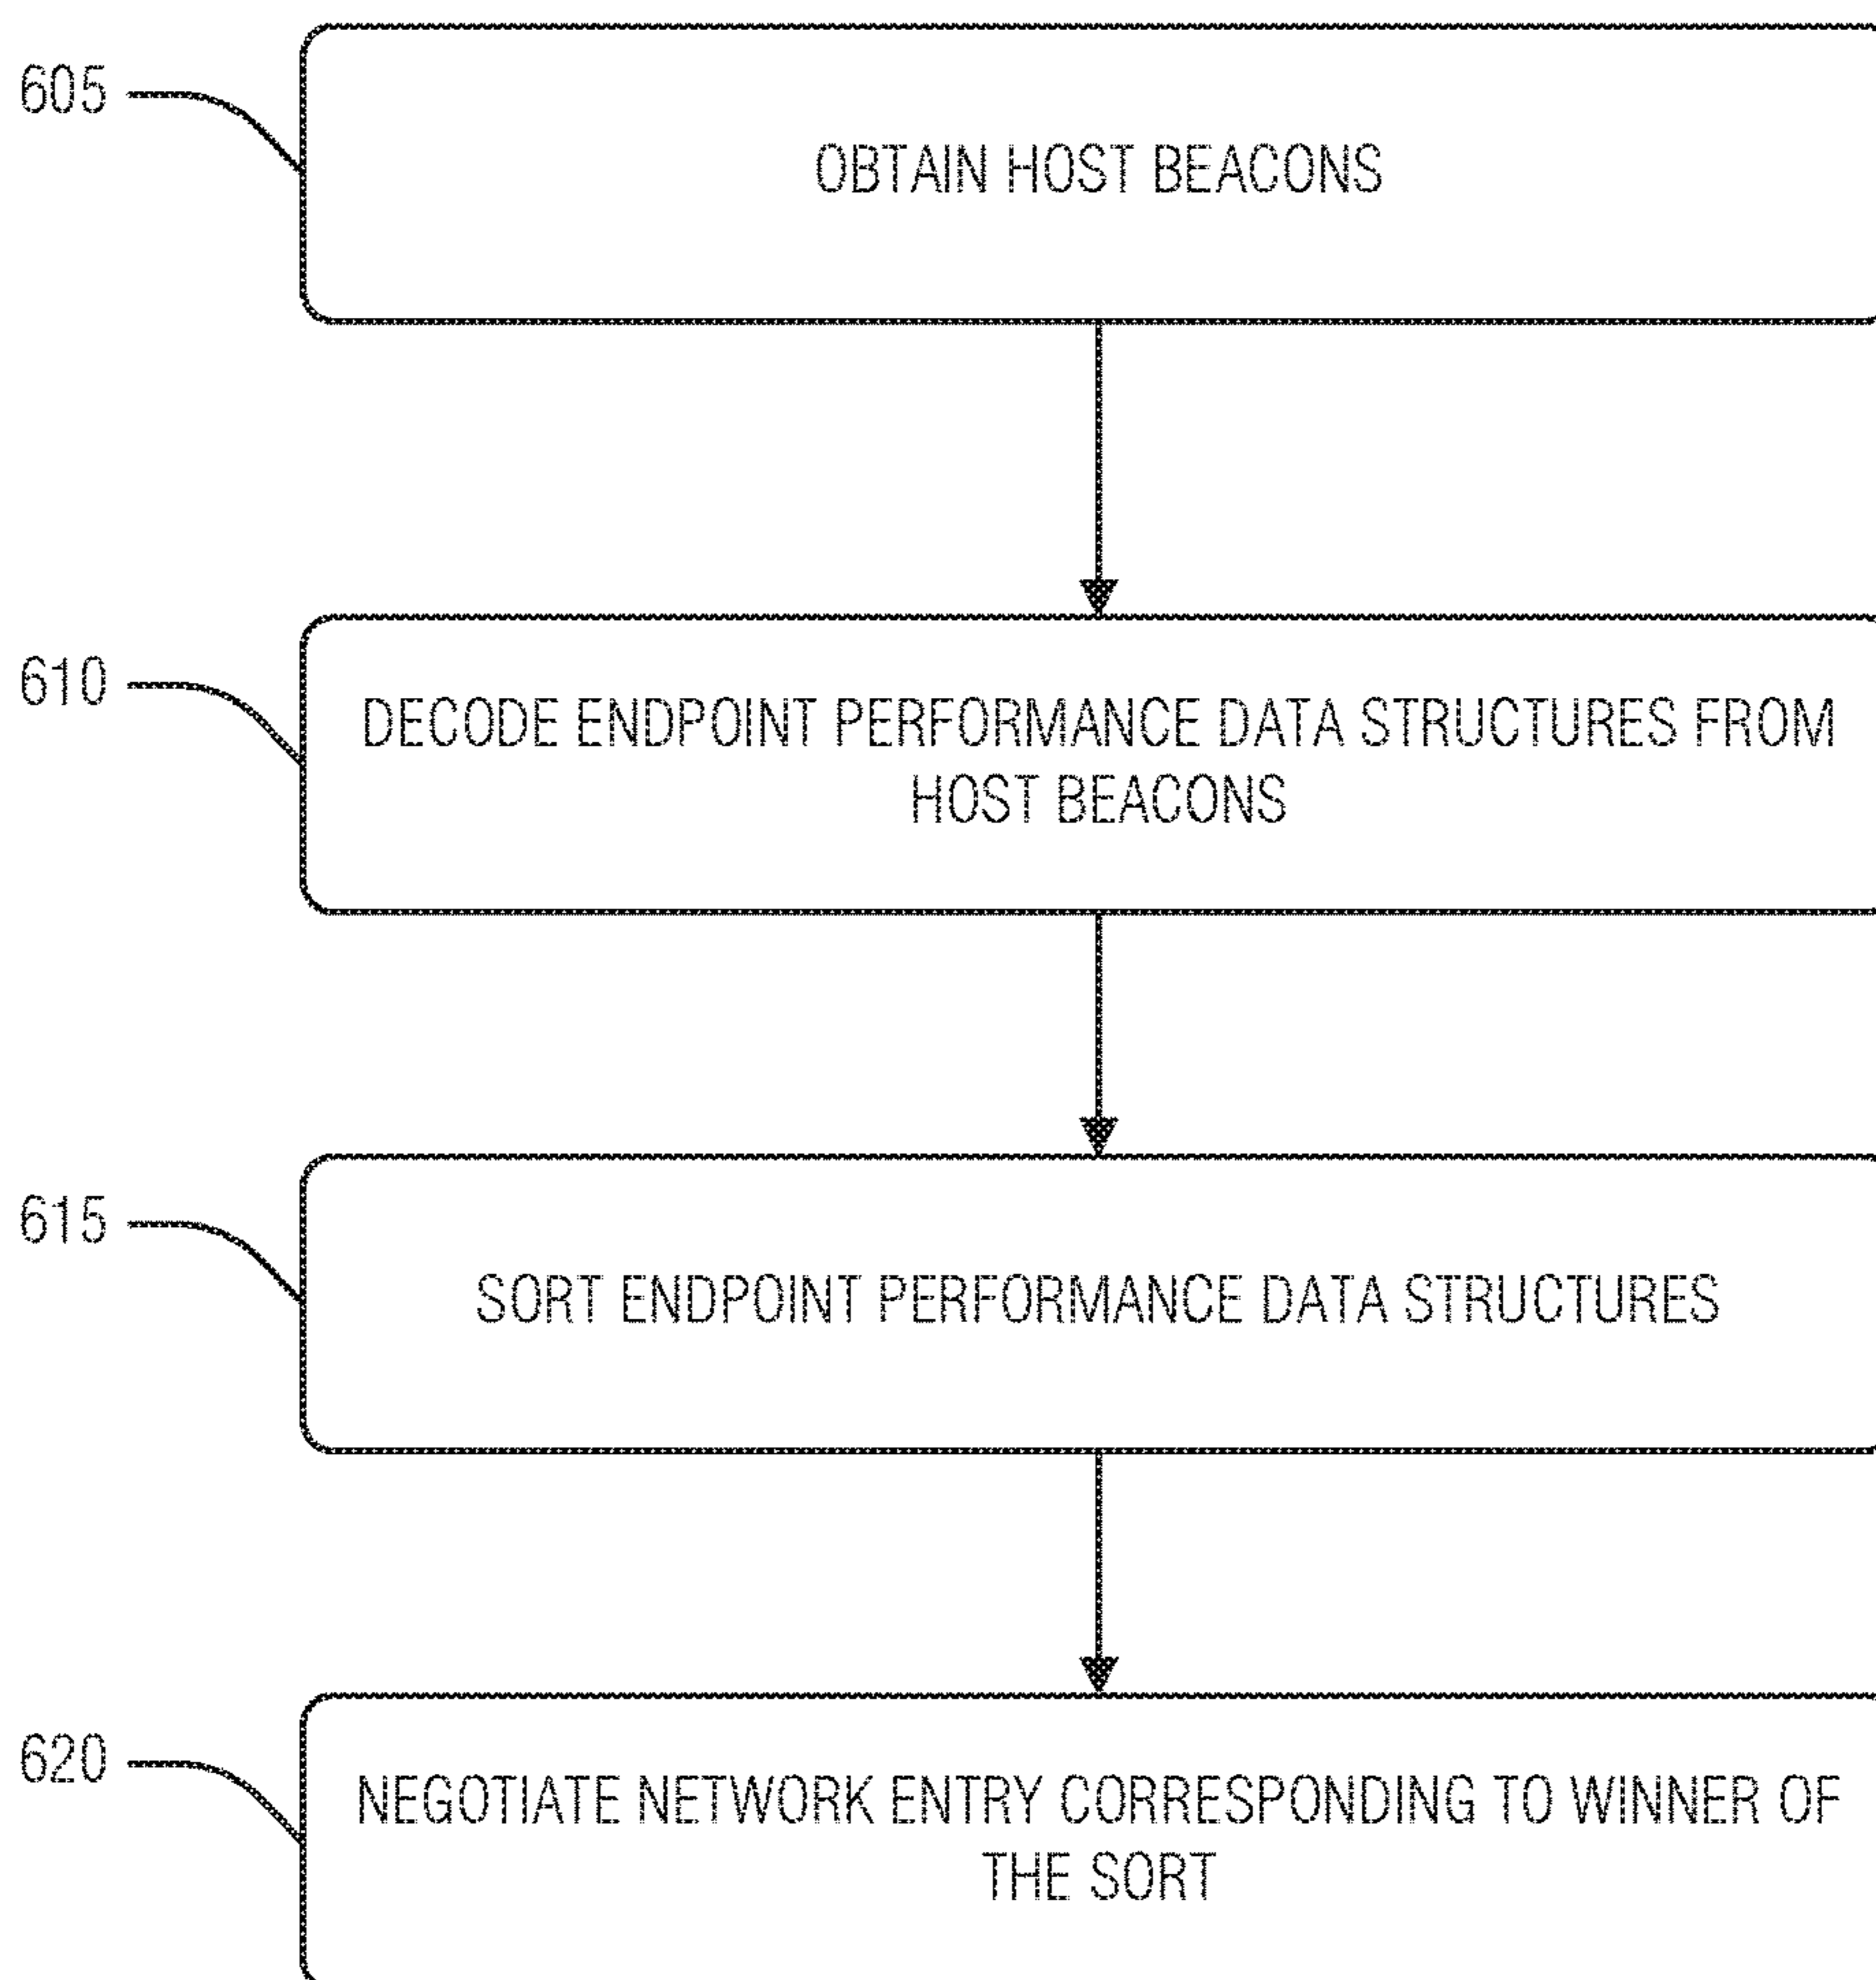 605
OBTAIN HOST BEACONS
610
DECODE ENDPOINT PERFORMANCE DATA STRUCTURES FROM
HOST BEACONS
615
SORT ENDPOINT PERFORMANCE DATA STRUCTURES
620
NEGOTIATE NETWORK ENTRY CORRESPONDING TO WINNER OF
THE SORT